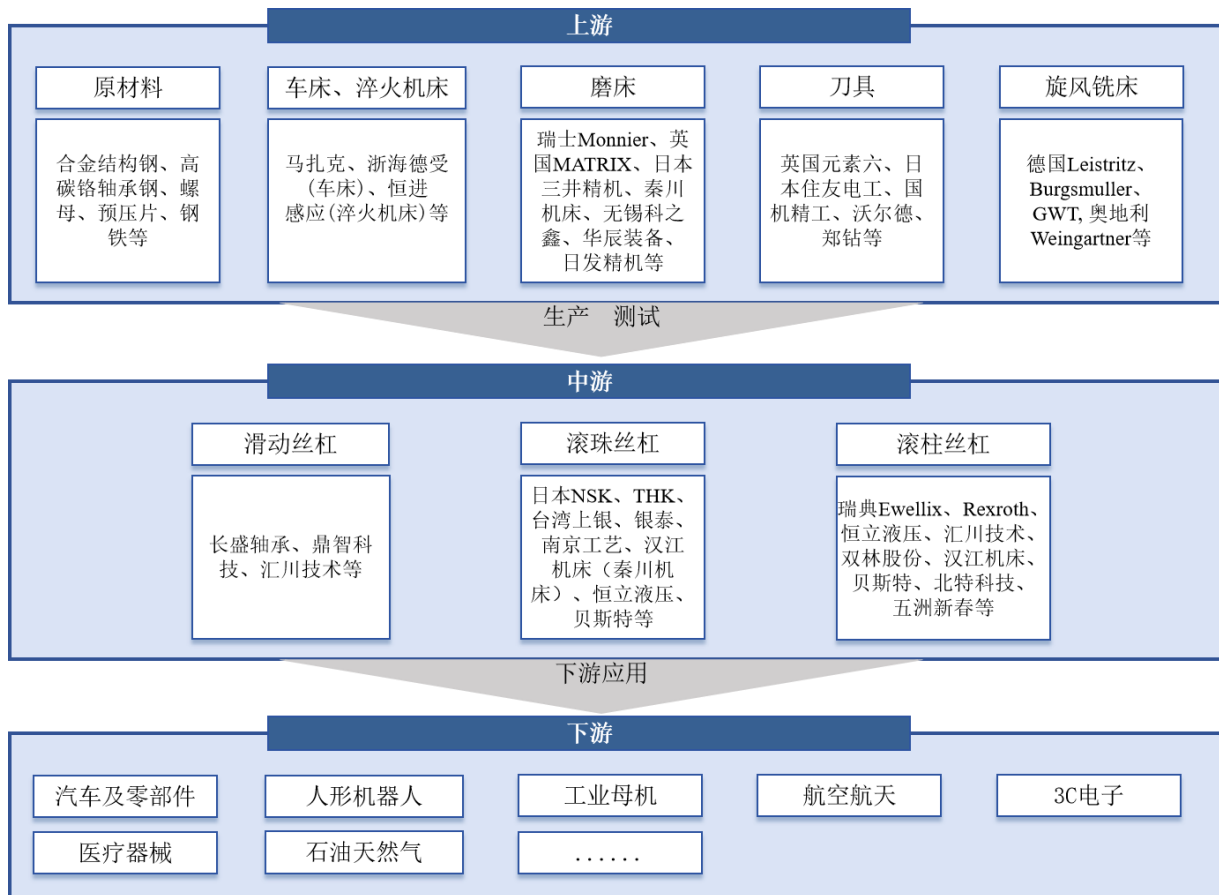 上游
原材料
合金结构钢、高
碳铬轴承钢、螺
母、预压片、钢
铁等
车床、淬火机床
马扎克、浙海德受
(车床)、恒进
感应(淬火机床)等
磨床
瑞士Monnier、英
国MATRIX、日本
三井精机、秦川
机床、无锡科之
鑫、华辰装备、
日发精机等
刀具
英国元素六、日
本住友电工、国
机精工、沃尔德、
郑钻等
旋风铣床
德国Leistritz、
Burgsmuller、
GWT, 奥地利
Weingartner等
生产 测试
中游
滑动丝杠
长盛轴承、鼎智科
技、汇川技术等
滚珠丝杠
日本NSK、THK、
台湾上银、银泰、
南京工艺、汉江
机床（秦川机
床）、恒立液压、
贝斯特等
滚柱丝杠
瑞典Ewellix、Rexroth、
恒立液压、汇川技术、
双林股份、汉江机床、
贝斯特、北特科技、
五洲新春等
下游应用
下游
汽车及零部件
人形机器人
工业母机
航空航天
3C电子
医疗器械
石油天然气
......